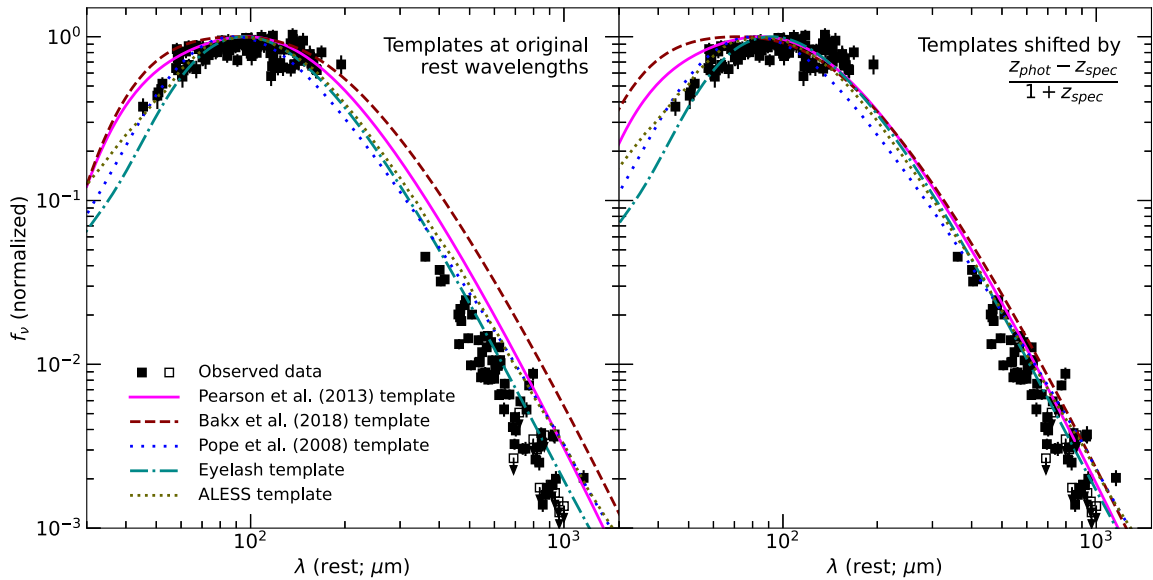 Templates at original
rest wavelengths
Templates shifted by
z_phot − z_spec
1 + z_spec
f_ν (normalized)
10^0
10^−1
10^−2
10^−3
Observed data
Pearson et al. (2013) template
Bakx et al. (2018) template
Pope et al. (2008) template
Eyelash template
ALESS template
10^2
10^3
10^2
10^3
λ (rest; μm)
λ (rest; μm)